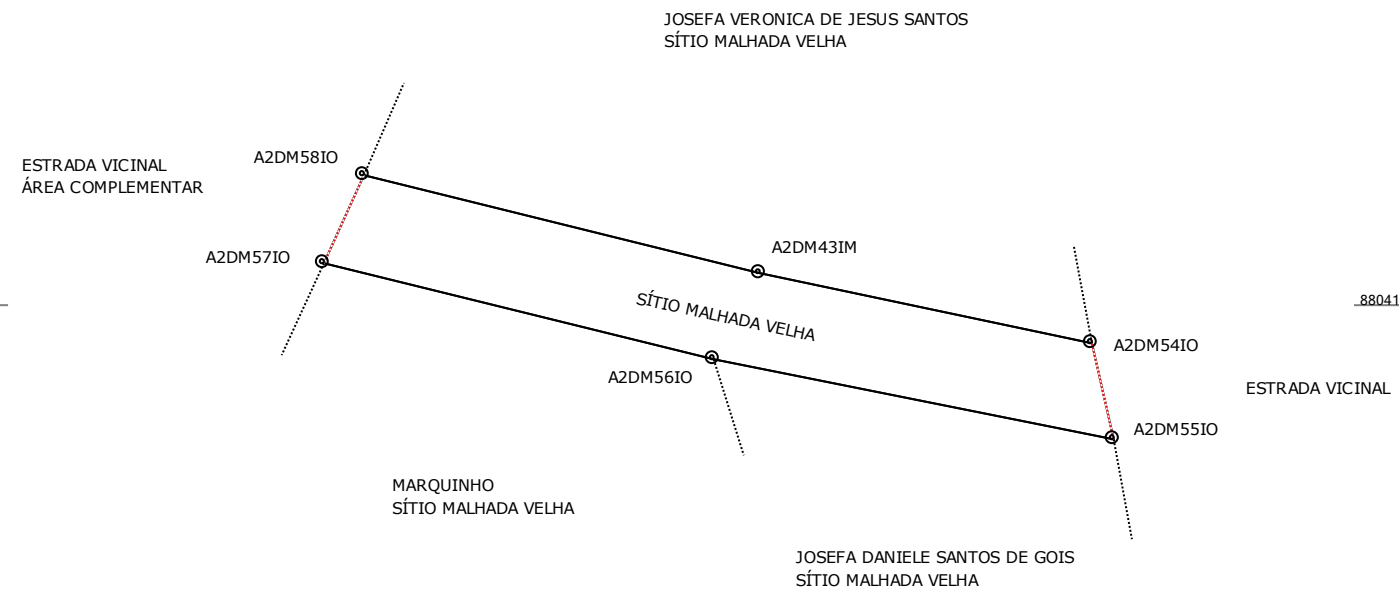 JOSEFA VERONICA DE JESUS SANTOS
SÍTIO MALHADA VELHA
A2DM58IO
ESTRADA VICINAL
ÁREA COMPLEMENTAR
A2DM57IO
A2DM43IM
SÍTIO MALHADA VELHA
88041
A2DM54IO
A2DM56IO
ESTRADA VICINAL
A2DM55IO
MARQUINHO
SÍTIO MALHADA VELHA
JOSEFA DANIELE SANTOS DE GOIS
SÍTIO MALHADA VELHA